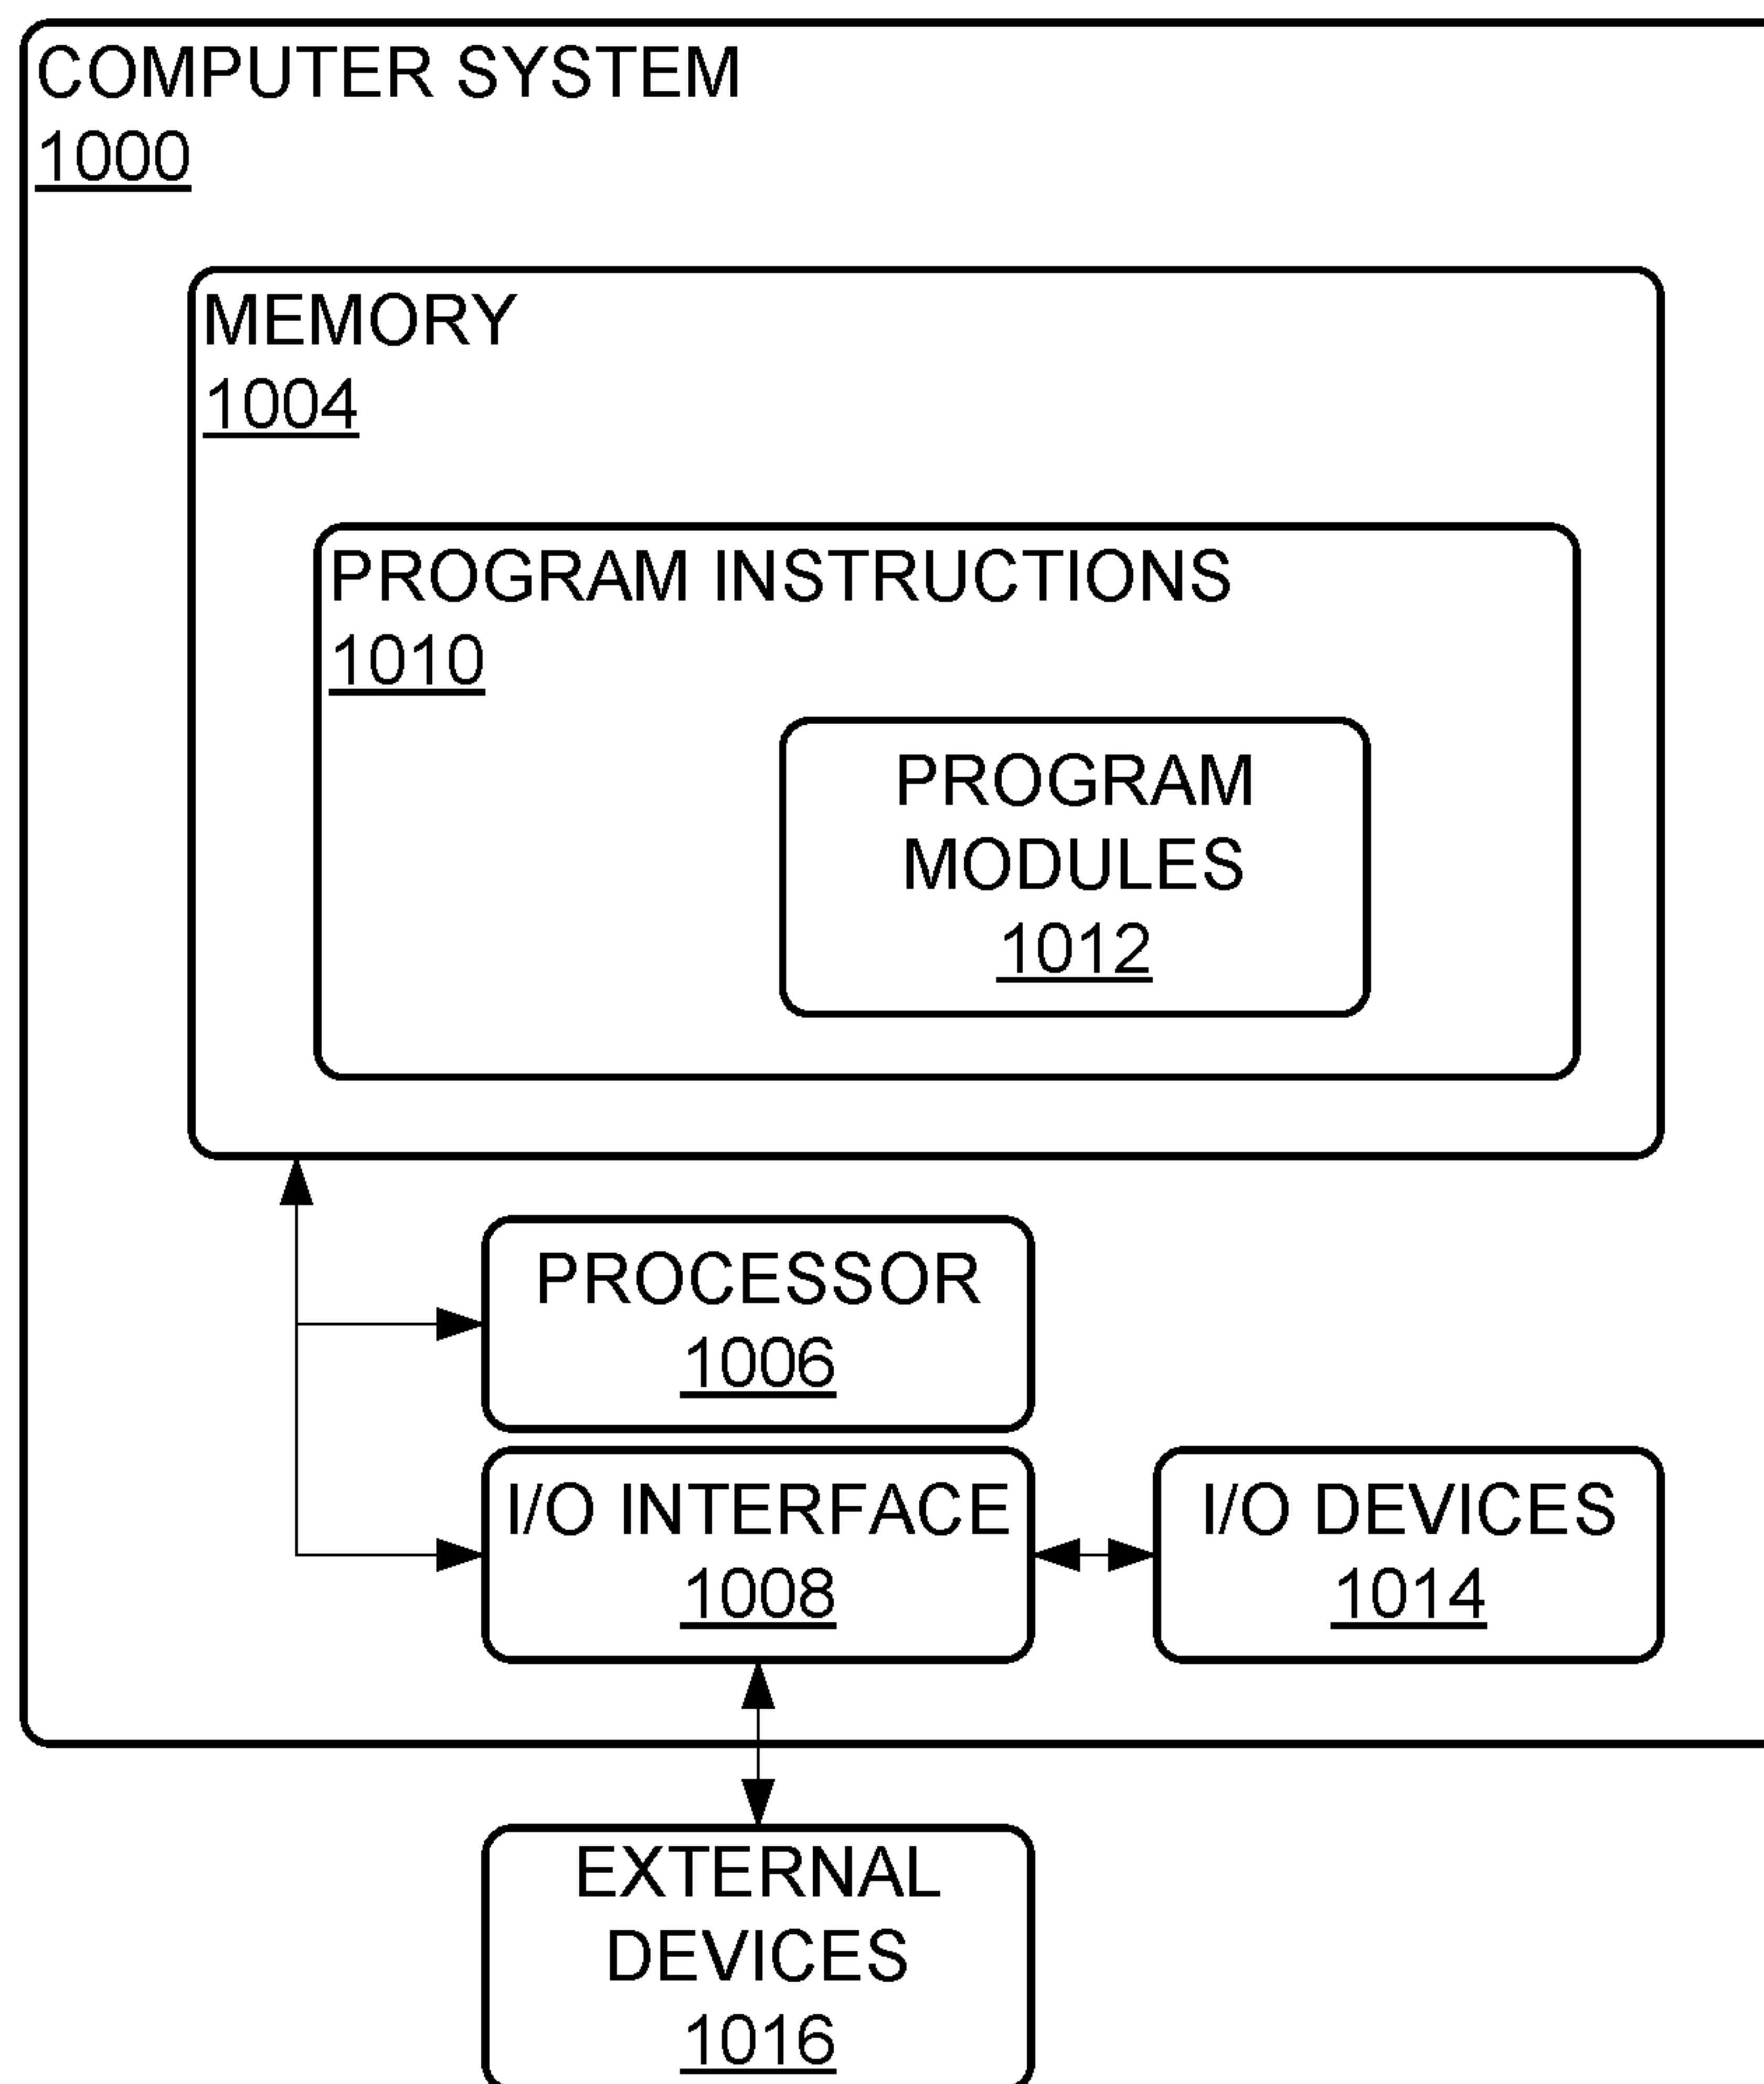 COMPUTER SYSTEM
1000
MEMORY
1004
PROGRAM INSTRUCTIONS
1010
PROGRAM
MODULES
1012
PROCESSOR
1006
I/O INTERFACE
1008
I/O DEVICES
1014
EXTERNAL
DEVICES
1016